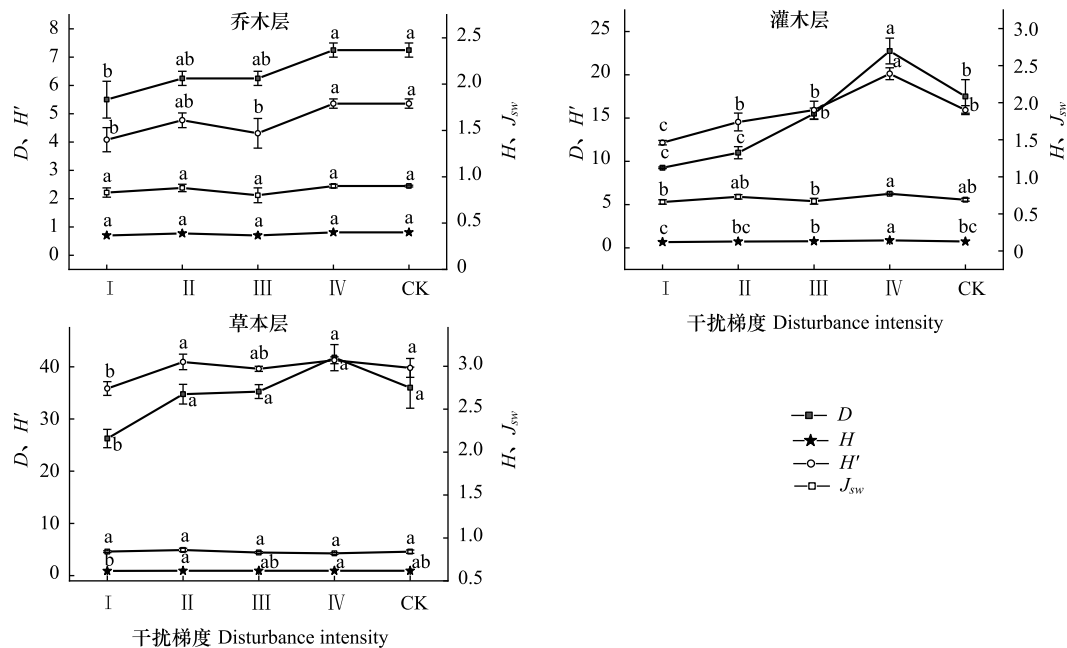 乔木层
D、H'
H、J_sw
8
7
6
5
4
3
2
1
0
2.5
2.0
1.5
1.0
0.5
0
b
ab
ab
a
a
b
ab
b
a
a
a
a
a
a
a
a
a
a
a
a
Ⅰ Ⅱ Ⅲ Ⅳ CK
灌木层
D、H'
H、J_sw
25
20
15
10
5
0
3.0
2.5
2.0
1.5
1.0
0.5
0
c
b
b
a
b
c
c
b
a
b
b
ab
b
a
ab
c
bc
b
a
bc
Ⅰ Ⅱ Ⅲ Ⅳ CK
干扰梯度 Disturbance intensity
草本层
D、H'
H、J_sw
40
30
20
10
0
3.0
2.5
2.0
1.5
1.0
0.5
b
a
ab
a
a
b
a
a
a
a
a
a
a
a
a
b
a
ab
a
ab
Ⅰ Ⅱ Ⅲ Ⅳ CK
干扰梯度 Disturbance intensity
D
H
H'
J_sw